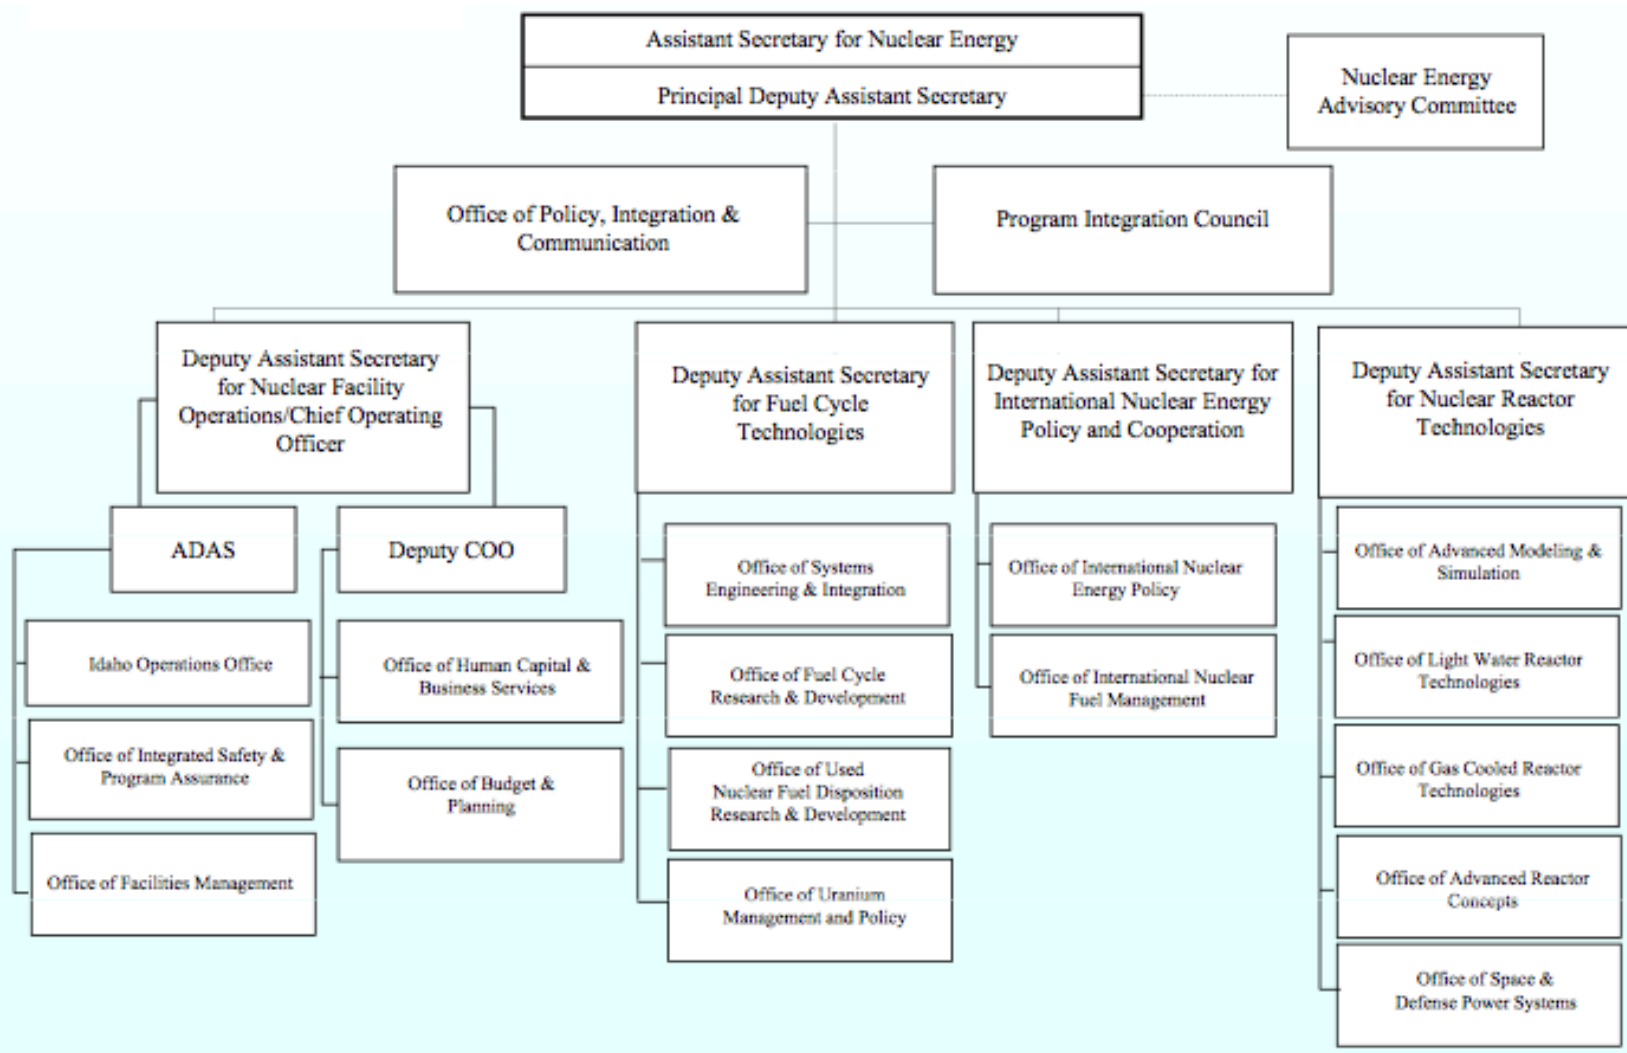 Assistant Secretary for Nuclear Energy
Principal Deputy Assistant Secretary
Nuclear Energy
Advisory Committee
Office of Policy, Integration &
Communication
Program Integration Council
Deputy Assistant Secretary
for Nuclear Facility
Operations/Chief Operating
Officer
Deputy Assistant Secretary
for Fuel Cycle
Technologies
Deputy Assistant Secretary for
International Nuclear Energy
Policy and Cooperation
Deputy Assistant Secretary
for Nuclear Reactor
Technologies
ADAS
Deputy COO
Idaho Operations Office
Office of Integrated Safety &
Program Assurance
Office of Facilities Management
Office of Human Capital &
Business Services
Office of Budget &
Planning
Office of Systems
Engineering & Integration
Office of Fuel Cycle
Research & Development
Office of Used
Nuclear Fuel Disposition
Research & Development
Office of Uranium
Management and Policy
Office of International Nuclear
Energy Policy
Office of International Nuclear
Fuel Management
Office of Advanced Modeling &
Simulation
Office of Light Water Reactor
Technologies
Office of Gas Cooled Reactor
Technologies
Office of Advanced Reactor
Concepts
Office of Space &
Defense Power Systems